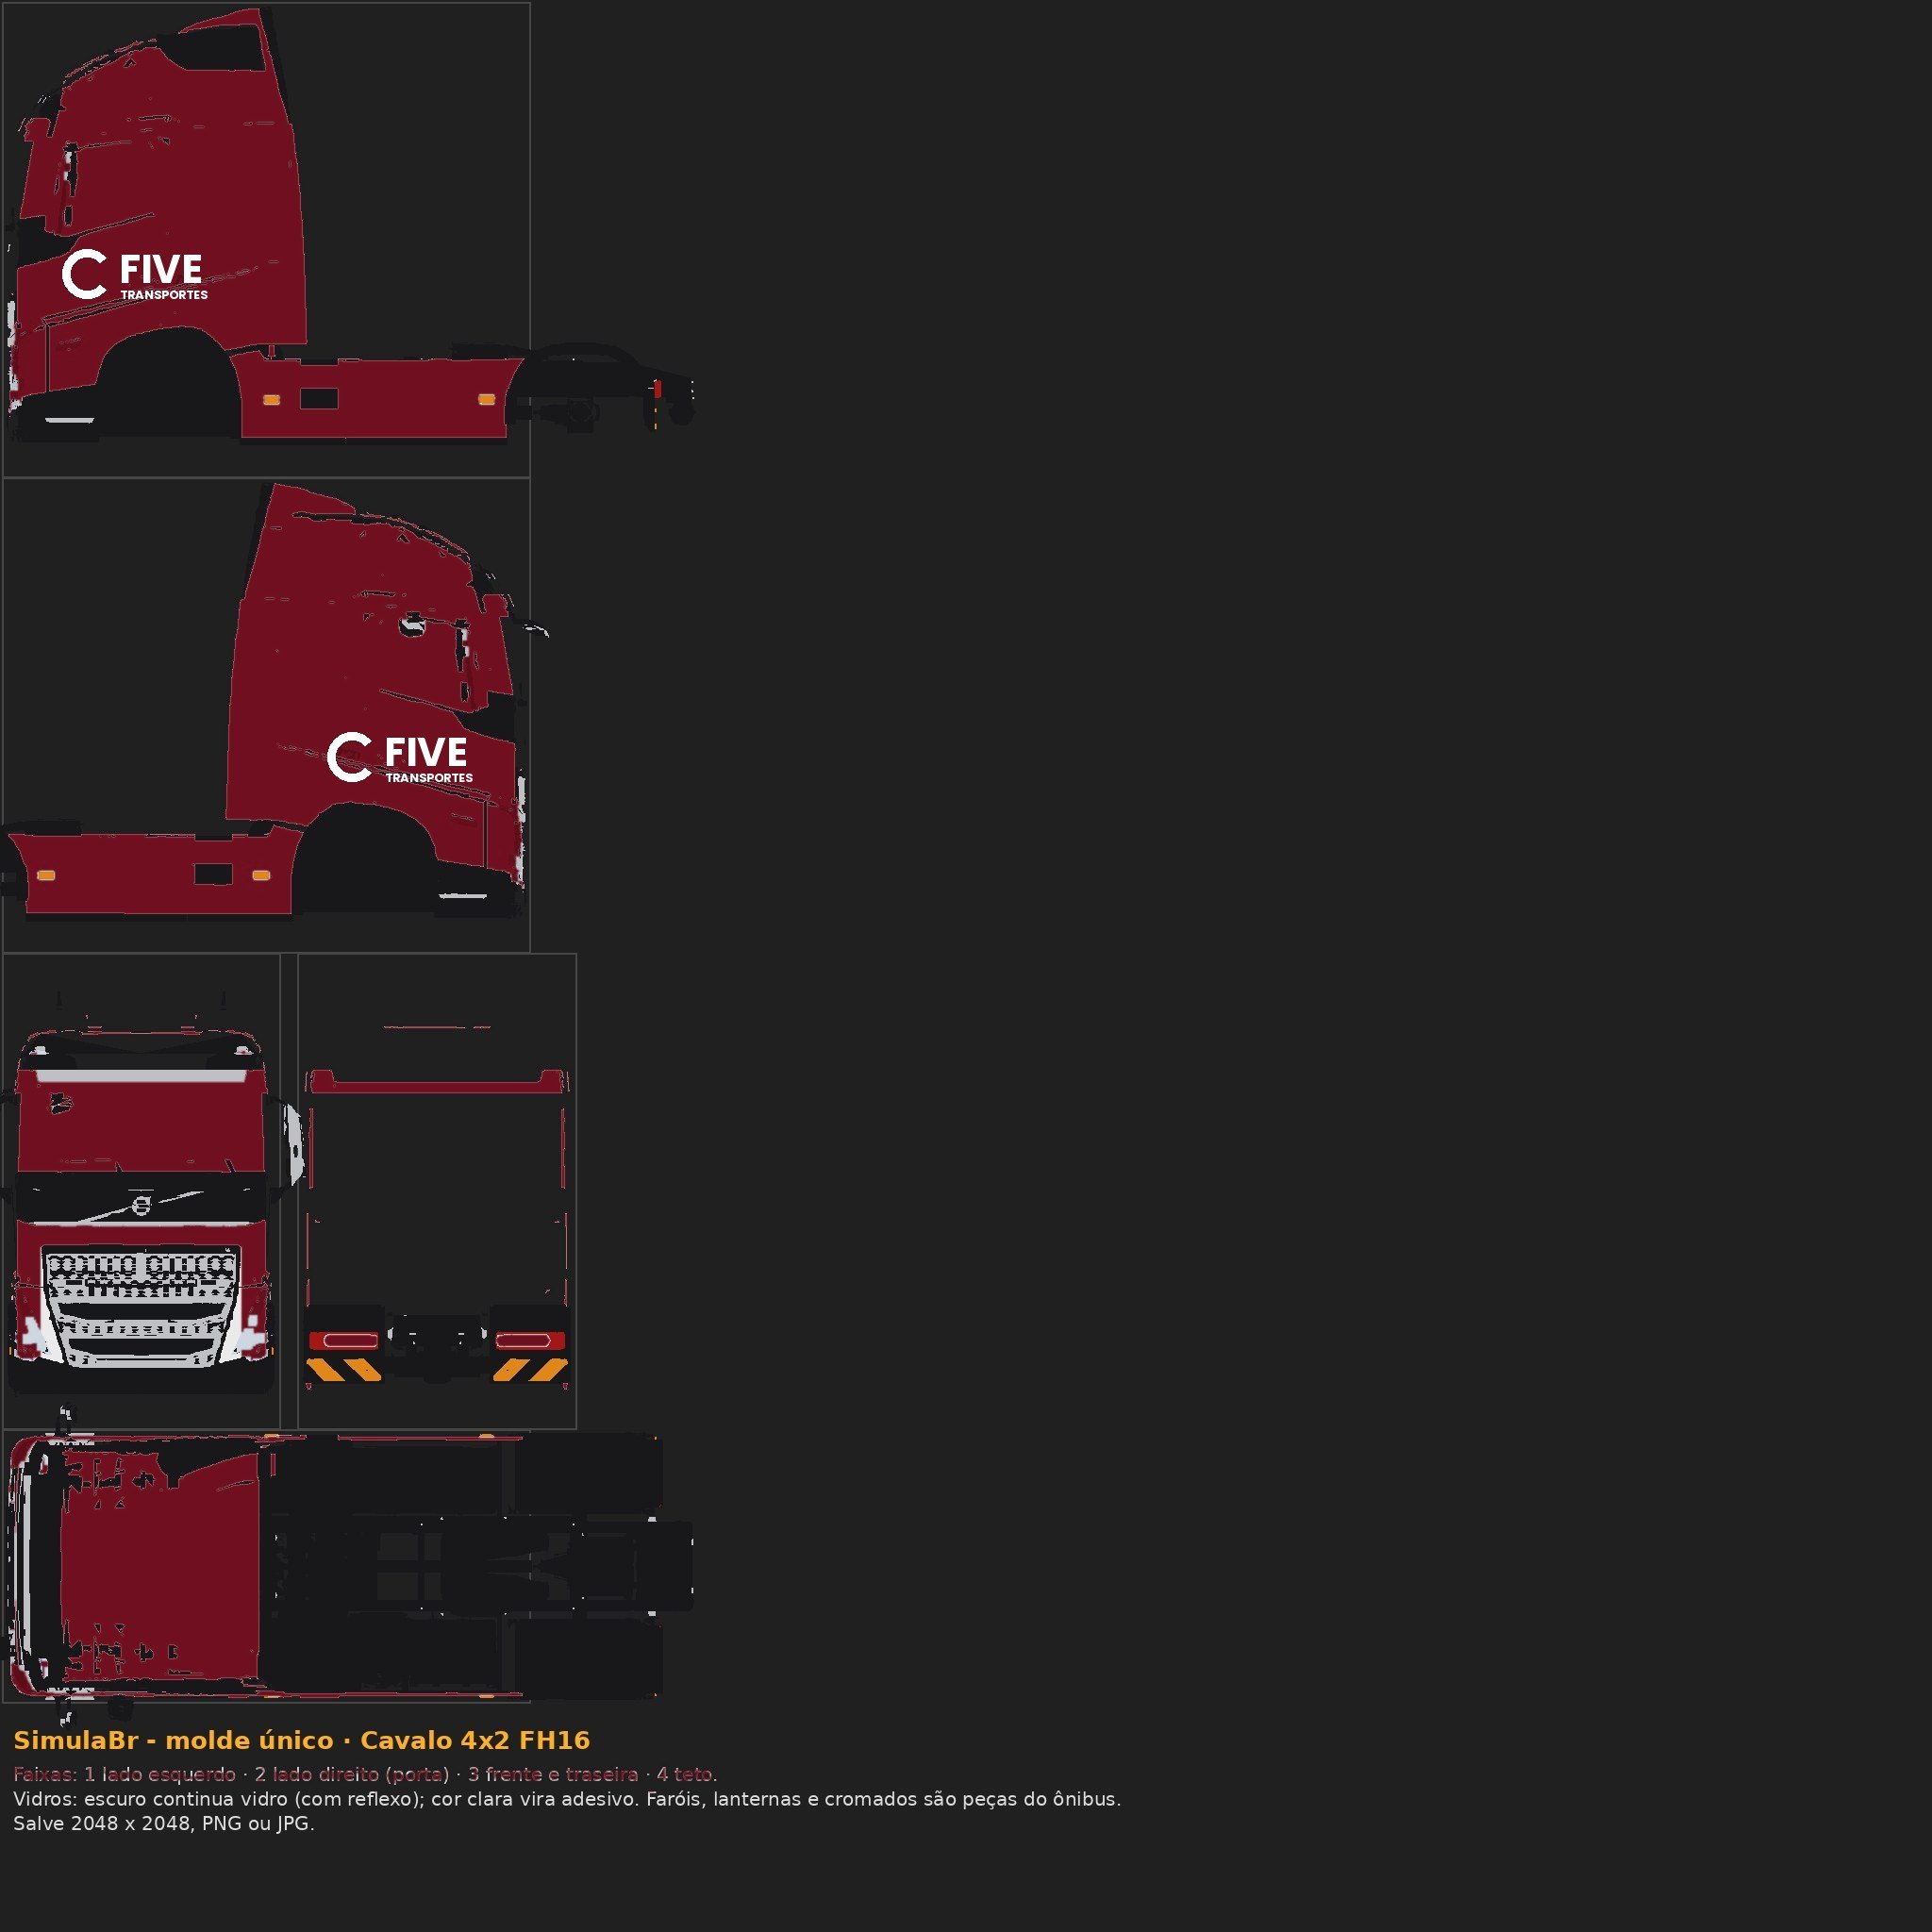 FIVE
TRANSPORTES
FIVE
TRANSPORTES
SimulaBr - molde único · Cavalo 4x2 FH16
Faixas: 1 lado esquerdo · 2 lado direito (porta) · 3 frente e traseira · 4 teto.
Vidros: escuro continua vidro (com reflexo); cor clara vira adesivo. Faróis, lanternas e cromados são peças do ônibus.
Salve 2048 x 2048, PNG ou JPG.